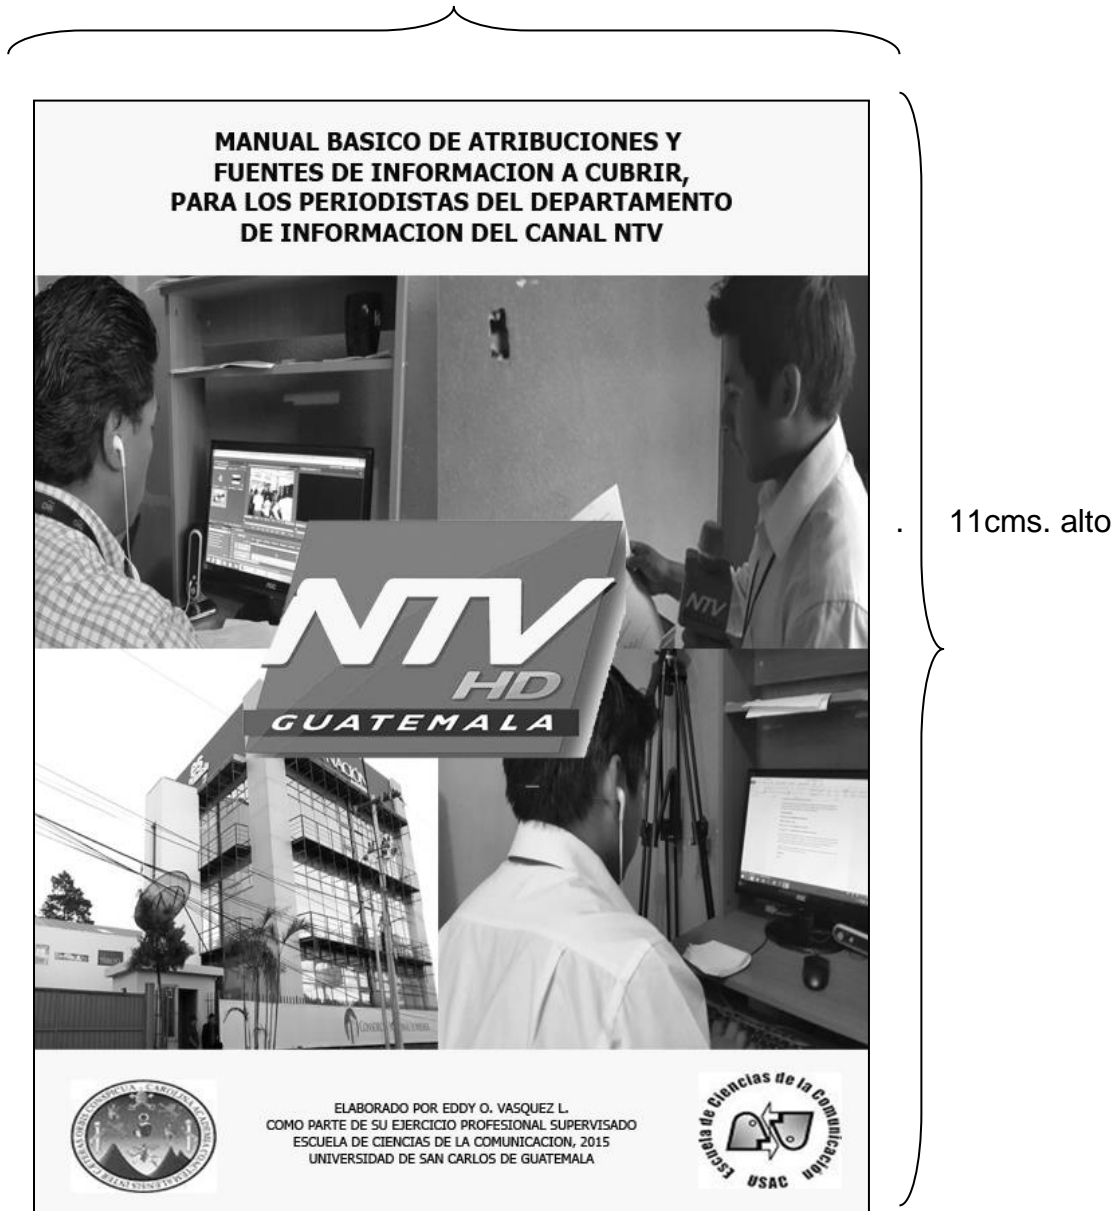 MANUAL BASICO DE ATRIBUCIONES Y
FUENTES DE INFORMACION A CUBRIR,
PARA LOS PERIODISTAS DEL DEPARTAMENTO
DE INFORMACION DEL CANAL NTV
. 11cms. alto
NTV
NTV
HD
GUATEMALA
ELABORADO POR EDDY O. VASQUEZ L.
COMO PARTE DE SU EJERCICIO PROFESIONAL SUPERVISADO
ESCUELA DE CIENCIAS DE LA COMUNICACION, 2015
UNIVERSIDAD DE SAN CARLOS DE GUATEMALA
Escuela de Ciencias de la Comunicación
USAC